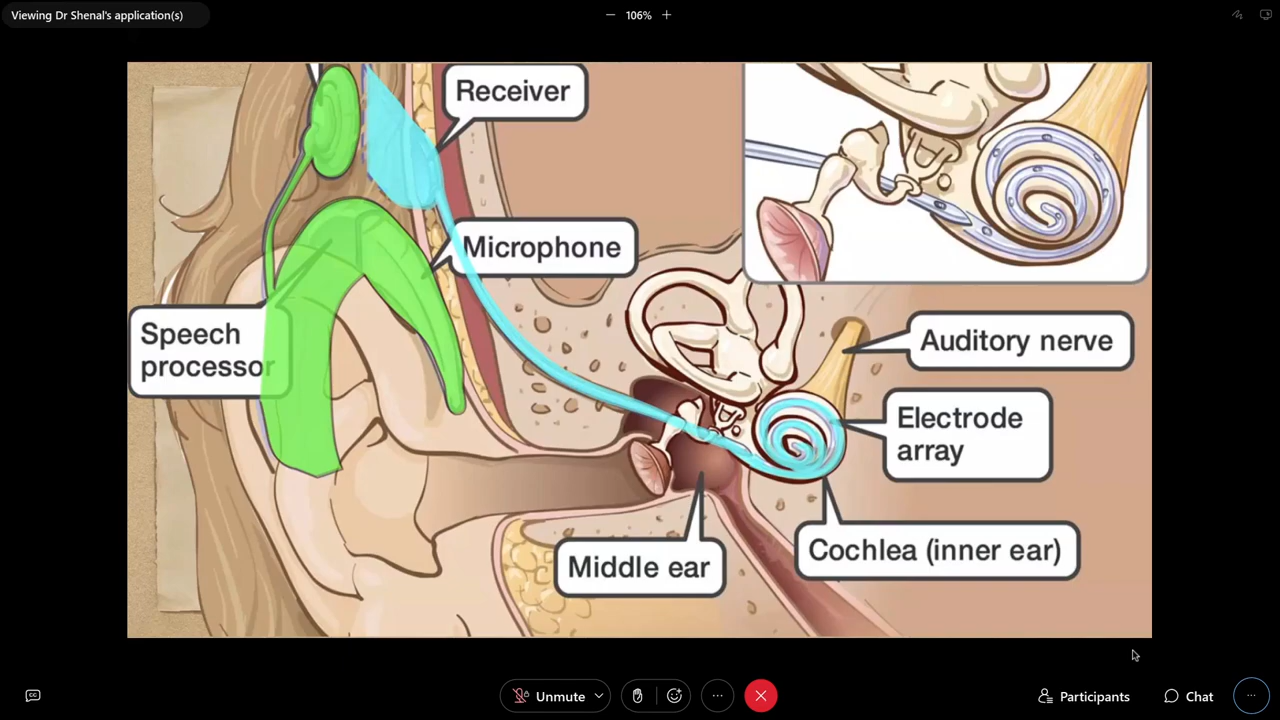 Viewing Dr Shenal's application(s)
106%
Receiver
Microphone
Speech
processor
Auditory nerve
Electrode
array
Cochlea (inner ear)
Middle ear
CC
Unmute
Participants
Chat